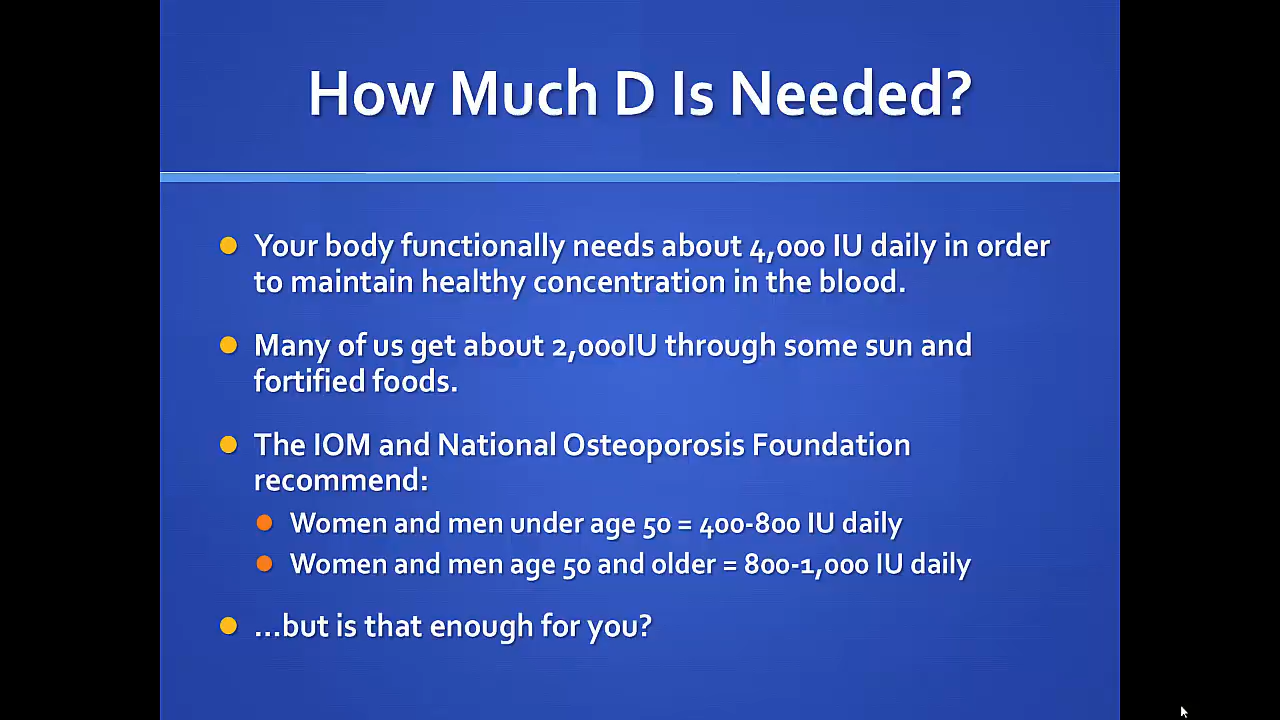 How Much D Is Needed?
Your body functionally needs about 4,000 IU daily in order
to maintain healthy concentration in the blood.
Many of us get about 2,000IU through some sun and
fortified foods.
The IOM and National Osteoporosis Foundation
recommend:
Women and men under age 50 = 400-800 IU daily
Women and men age 50 and older = 800-1,000 IU daily
...but is that enough for you?